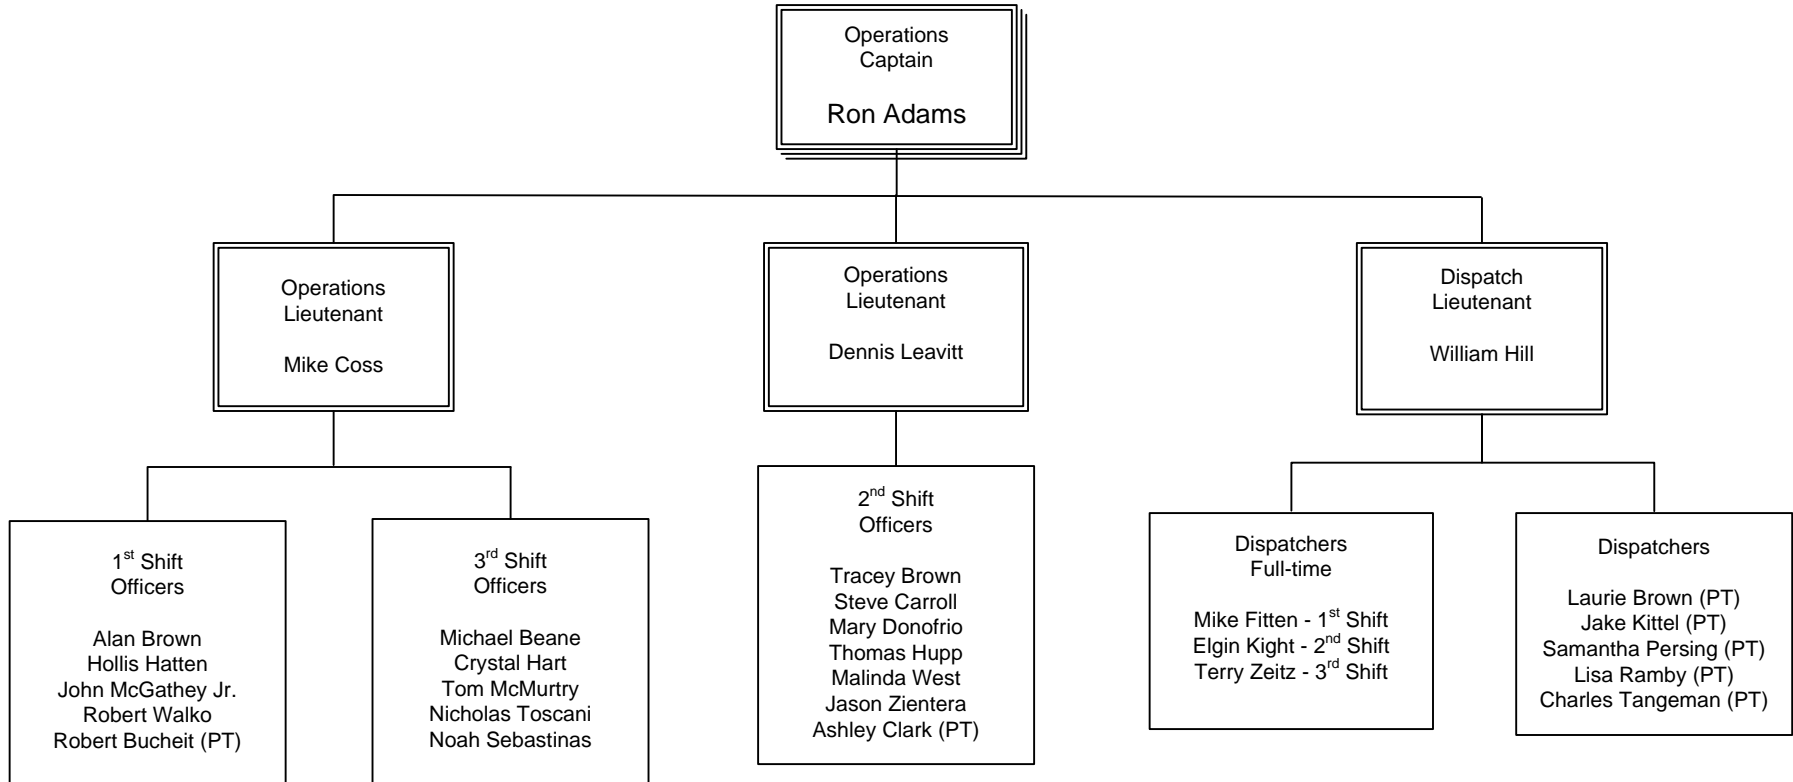 Operations
Captain
Ron Adams
Operations
Lieutenant
Mike Coss
Operations
Lieutenant
Dennis Leavitt
Dispatch
Lieutenant
William Hill
1st Shift
Officers
Alan Brown
Hollis Hatten
John McGathey Jr.
Robert Walko
Robert Bucheit (PT)
3rd Shift
Officers
Michael Beane
Crystal Hart
Tom McMurtry
Nicholas Toscani
Noah Sebastinas
2nd Shift
Officers
Tracey Brown
Steve Carroll
Mary Donofrio
Thomas Hupp
Malinda West
Jason Zientera
Ashley Clark (PT)
Dispatchers
Full-time
Mike Fitten - 1st Shift
Elgin Kight - 2nd Shift
Terry Zeitz - 3rd Shift
Dispatchers
Laurie Brown (PT)
Jake Kittel (PT)
Samantha Persing (PT)
Lisa Ramby (PT)
Charles Tangeman (PT)